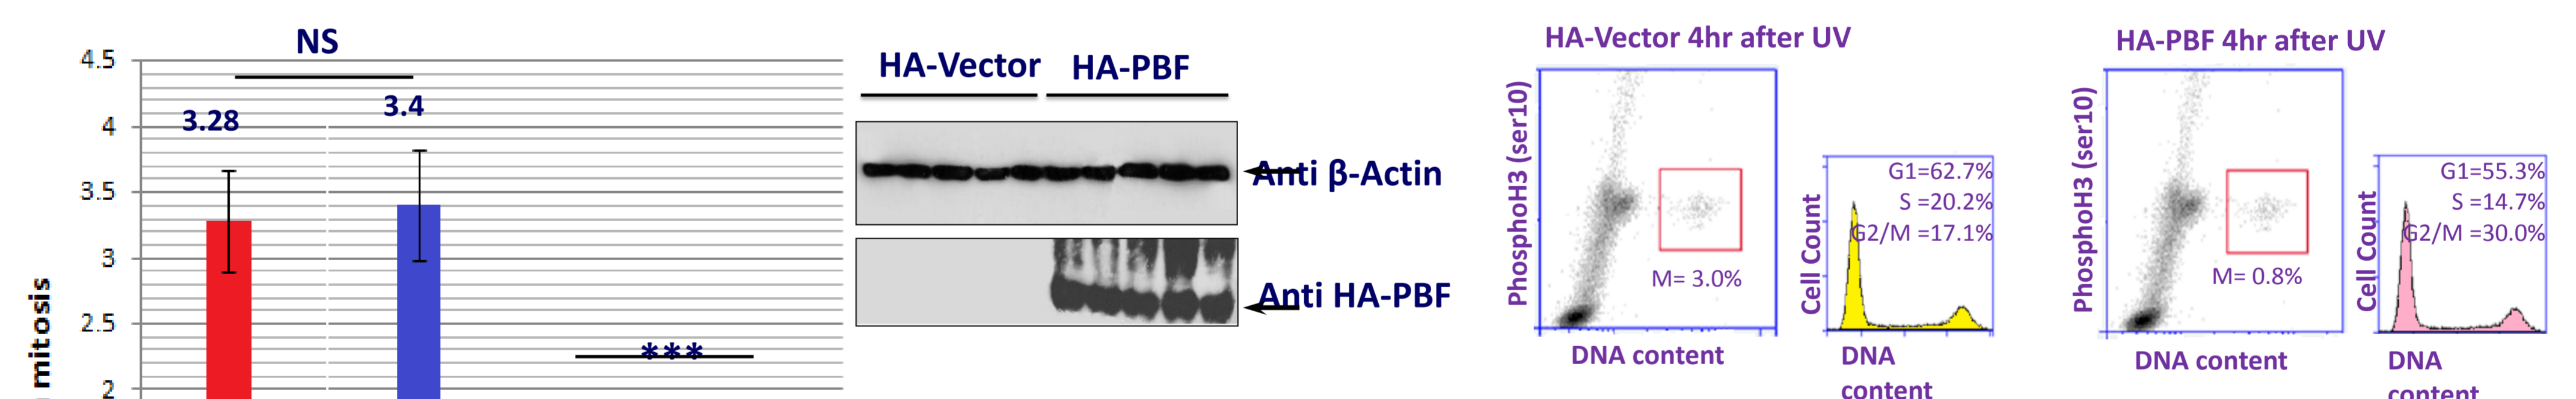 NS
4.5
4
3.5
3
2.5
2
3.28
3.4
***
mitosis
HA-Vector HA-PBF
Anti β-Actin
Anti HA-PBF
HA-Vector 4hr after UV
PhosphoH3 (ser10)
M= 3.0%
DNA content
Cell Count
G1=62.7%
S =20.2%
G2/M =17.1%
DNA
content
HA-PBF 4hr after UV
PhosphoH3 (ser10)
M= 0.8%
DNA content
Cell Count
G1=55.3%
S =14.7%
G2/M =30.0%
DNA
content